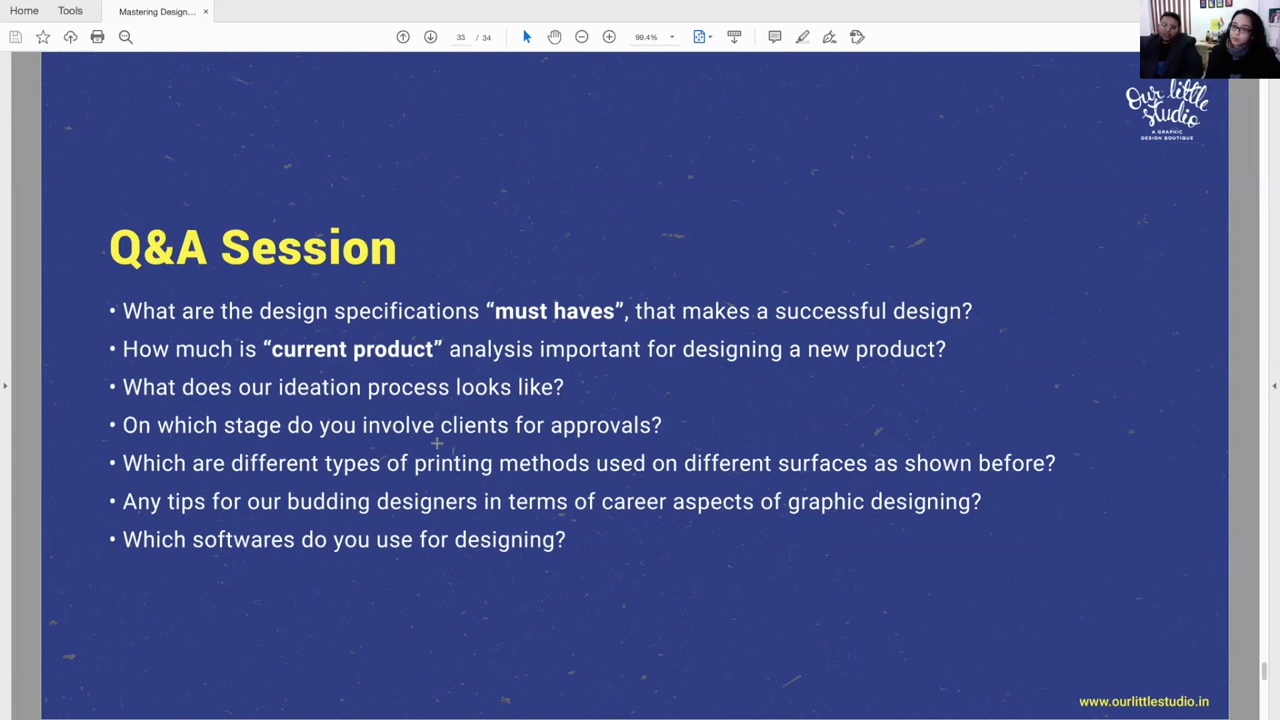 Home
Tools
Mastering Design...
×
33 / 34
99.4%
Our little
studio
A GRAPHIC
DESIGN BOUTIQUE
Q&A Session
• What are the design specifications “must haves”, that makes a successful design?
• How much is “current product” analysis important for designing a new product?
• What does our ideation process looks like?
• On which stage do you involve clients for approvals?
• Which are different types of printing methods used on different surfaces as shown before?
• Any tips for our budding designers in terms of career aspects of graphic designing?
• Which softwares do you use for designing?
www.ourlittlestudio.in